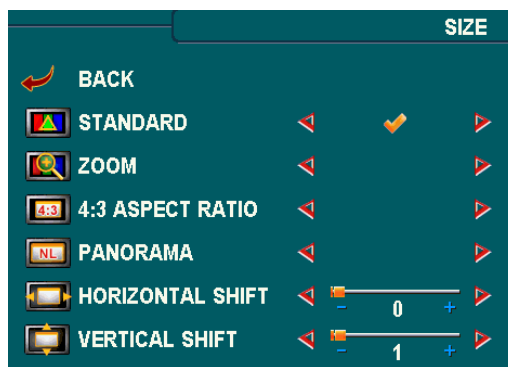 SIZE
BACK
STANDARD
ZOOM
4:3 4:3 ASPECT RATIO
NL PANORAMA
HORIZONTAL SHIFT - 0 +
VERTICAL SHIFT - 1 +